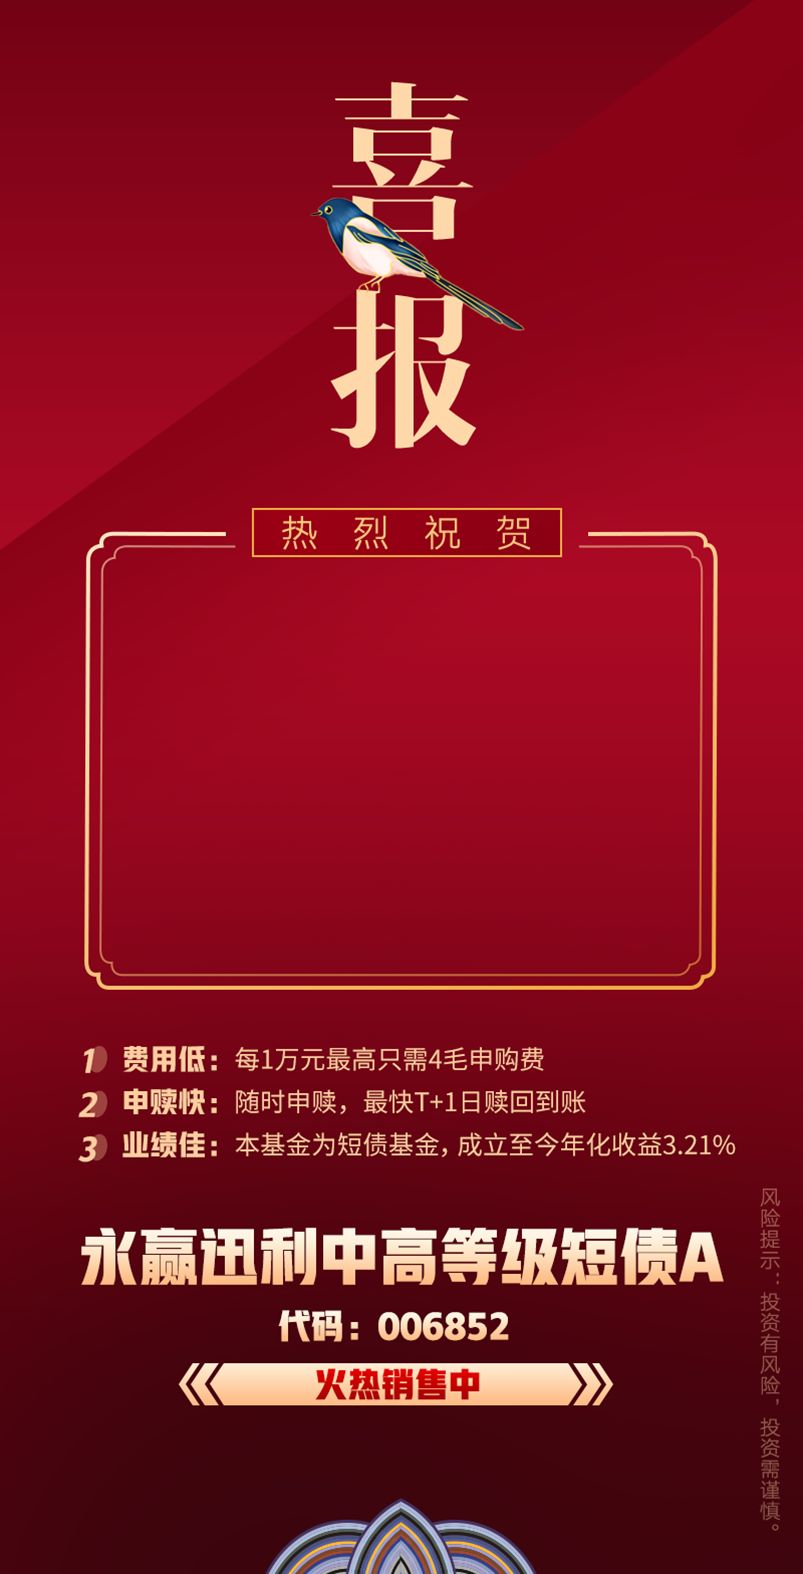 喜
报
热烈祝贺
1 费用低：每1万元最高只需4毛申购费
2 申赎快：随时申赎，最快T+1日赎回到账
3 业绩佳：本基金为短债基金，成立至今年化收益3.21%
永赢迅利中高等级短债A
代码：006852
火热销售中
风险提示：投资有风险，投资需谨慎。